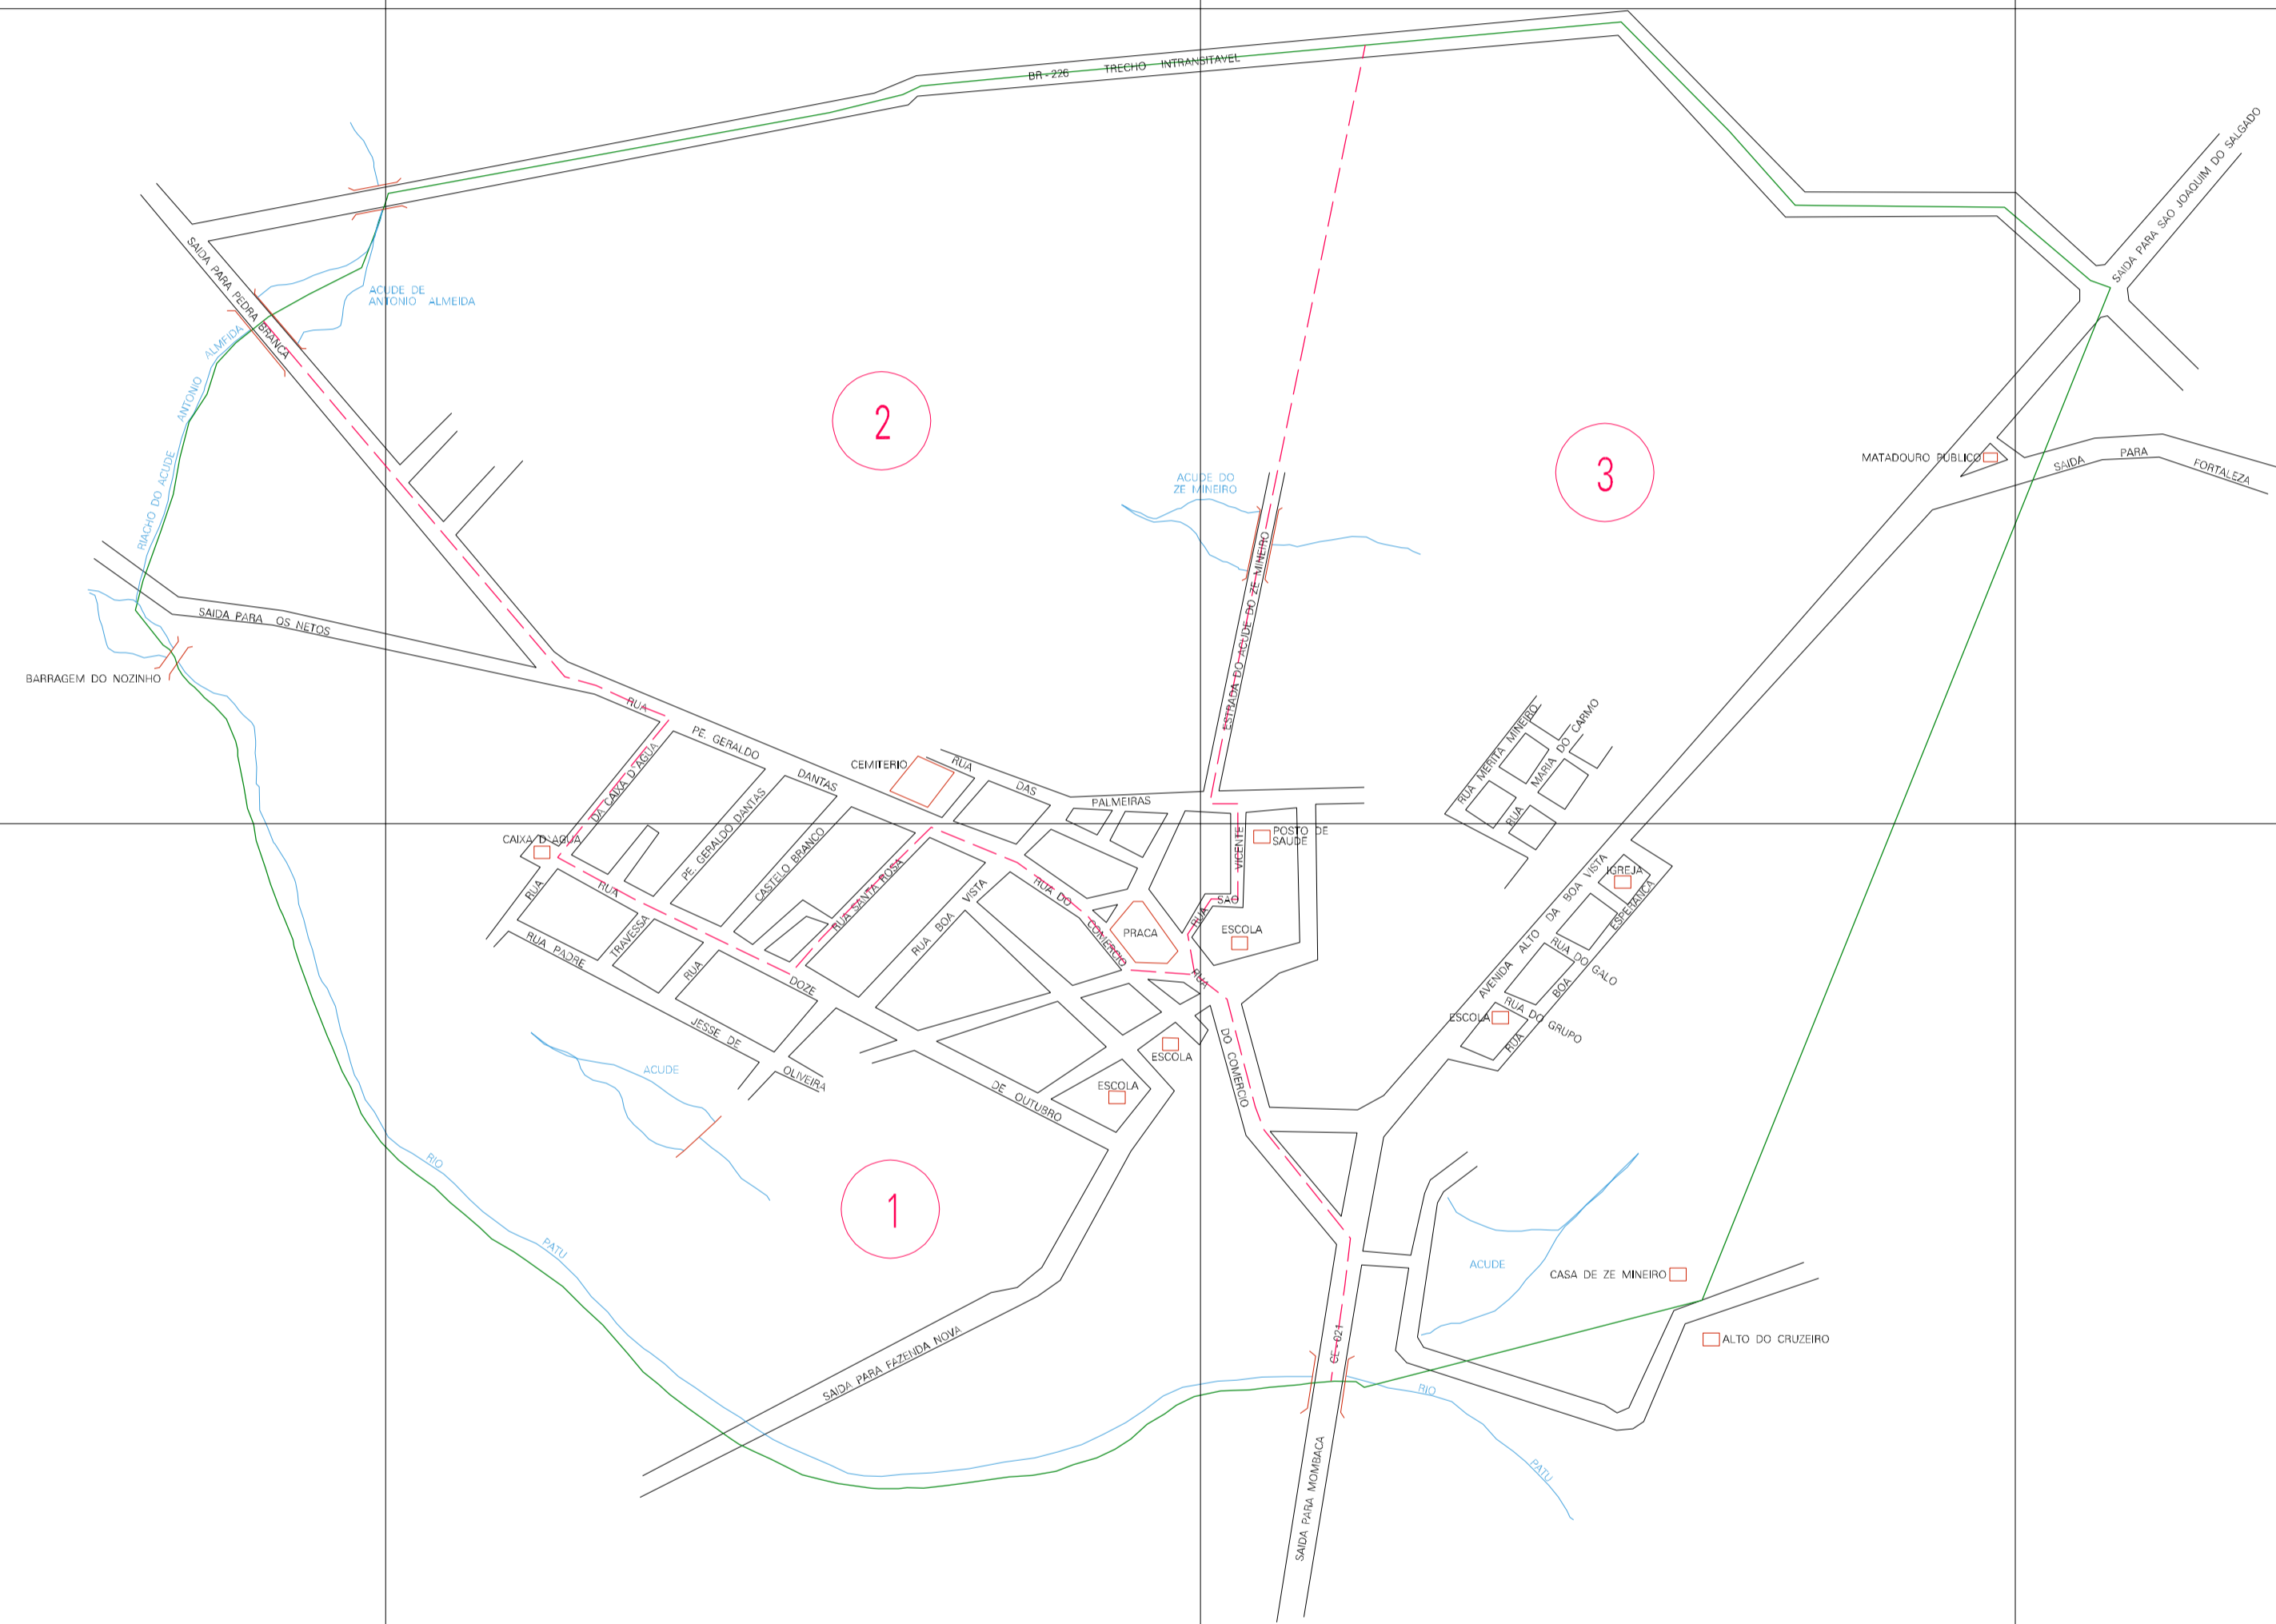 BR - 226 TRECHO INTRANSITAVEL
SAIDA PARA SAO JOAQUIM DO SALGADO
SAIDA PARA PEDRA BRANCA
ACUDE DE
ANTONIO ALMEIDA
RIACHO DO ACUDE ANTONIO ALMEIDA
2
3
MATADOURO PUBLICO
SAIDA PARA FORTALEZA
ACUDE DO
ZE MINEIRO
ESTRADA DO ACUDE DO ZE MINEIRO
SAIDA PARA OS NETOS
BARRAGEM DO NOZINHO
RUA PE. GERALDO DANTAS
RUA MERITA MINEIRO
RUA MARIA DO CARMO
CEMITERIO
RUA DAS PALMEIRAS
DA CAIXA D'AGUA
PE. GERALDO DANTAS
CASTELO BRANCO
CAIXA D'AGUA
RUA
RUA SANTA ROSA
RUA BOA VISTA
RUA DO COMERCIO
PRACA
RUA SAO VICENTE
POSTO DE
SAUDE
ESCOLA
IGREJA
AVENIDA ALTO DA BOA VISTA
RUA BOA ESPERANCA
RUA DO GALO
RUA DO GRUPO
ESCOLA
RUA DOZE DE OUTUBRO
TRAVESSA
RUA
RUA PADRE JESSE DE OLIVEIRA
RUA DO COMERCIO
ESCOLA
ESCOLA
ACUDE
1
RIO PATU
ACUDE
CASA DE ZE MINEIRO
ALTO DO CRUZEIRO
SAIDA PARA FAZENDA NOVA
CE - 021
RIO PATU
SAIDA PARA MOMBACA